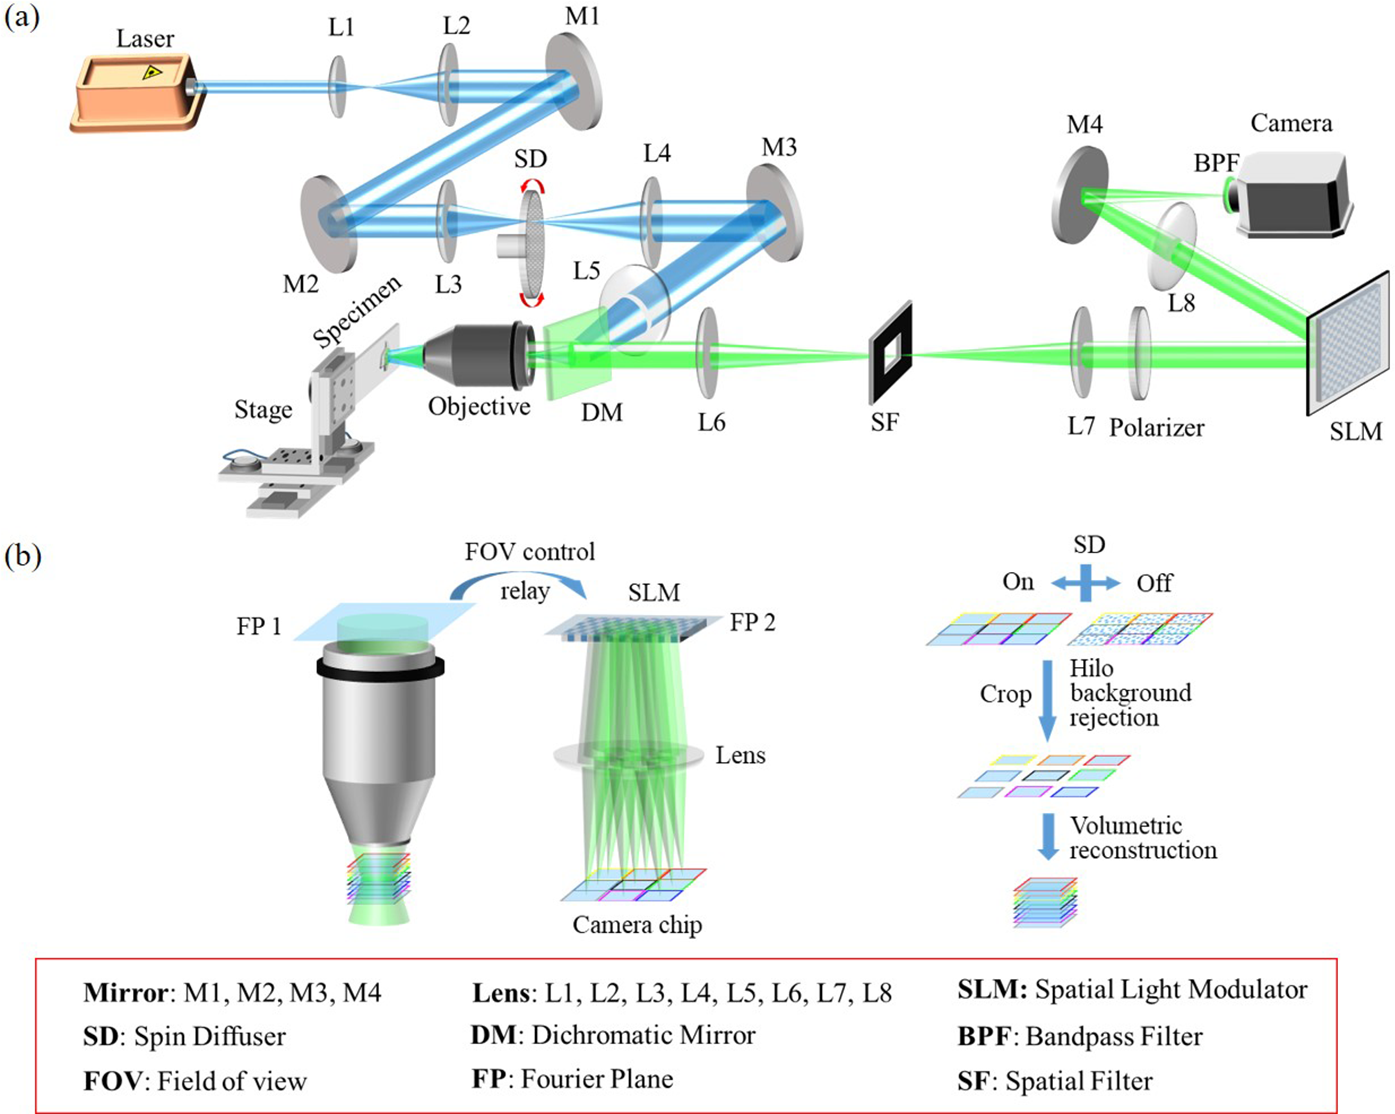 (a)
Laser
L1
L2
M1
M2
L3
SD
L4
M3
L5
Specimen
Stage
Objective
DM
L6
SF
L7
Polarizer
SLM
L8
M4
BPF
Camera
(b)
FP 1
FOV control
relay
SLM
FP 2
Lens
Camera chip
SD
On
Off
Crop
Hilo
background
rejection
Volumetric
reconstruction
Mirror: M1, M2, M3, M4
Lens: L1, L2, L3, L4, L5, L6, L7, L8
SLM: Spatial Light Modulator
SD: Spin Diffuser
DM: Dichromatic Mirror
BPF: Bandpass Filter
FOV: Field of view
FP: Fourier Plane
SF: Spatial Filter